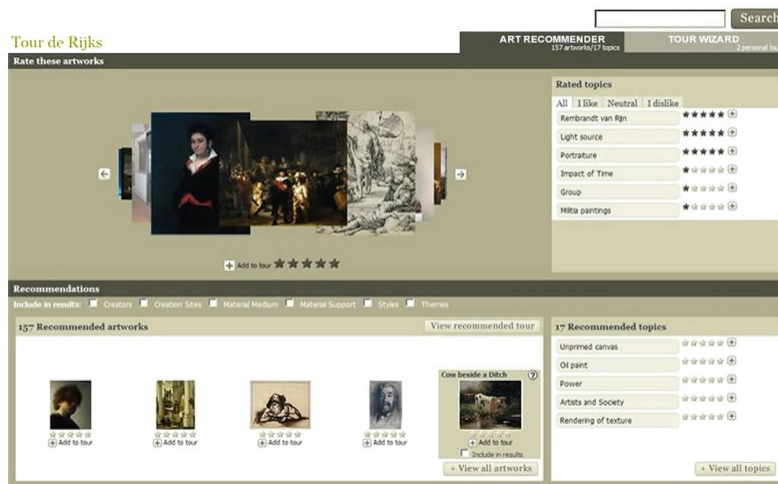 Search
Tour de Rijks
ART RECOMMENDER
157 artworks/17 topics
TOUR WIZARD
2 personal
Rate these artworks
Rated topics
All I like Neutral I dislike
Rembrandt van Rijn
Light source
Portraiture
Impact of Time
Group
Militia paintings
Add to tour
Recommendations
Include in results: Creators Creation Sites Material Medium Material Support Styles Themes
157 Recommended artworks
View recommended tour
Cow beside a Ditch ?
Add to tour
Add to tour
Add to tour
Add to tour
Add to tour
Include in results
+ View all artworks
17 Recommended topics
Unprimed canvas
Oil paint
Power
Artists and Society
Rendering of texture
+ View all topics